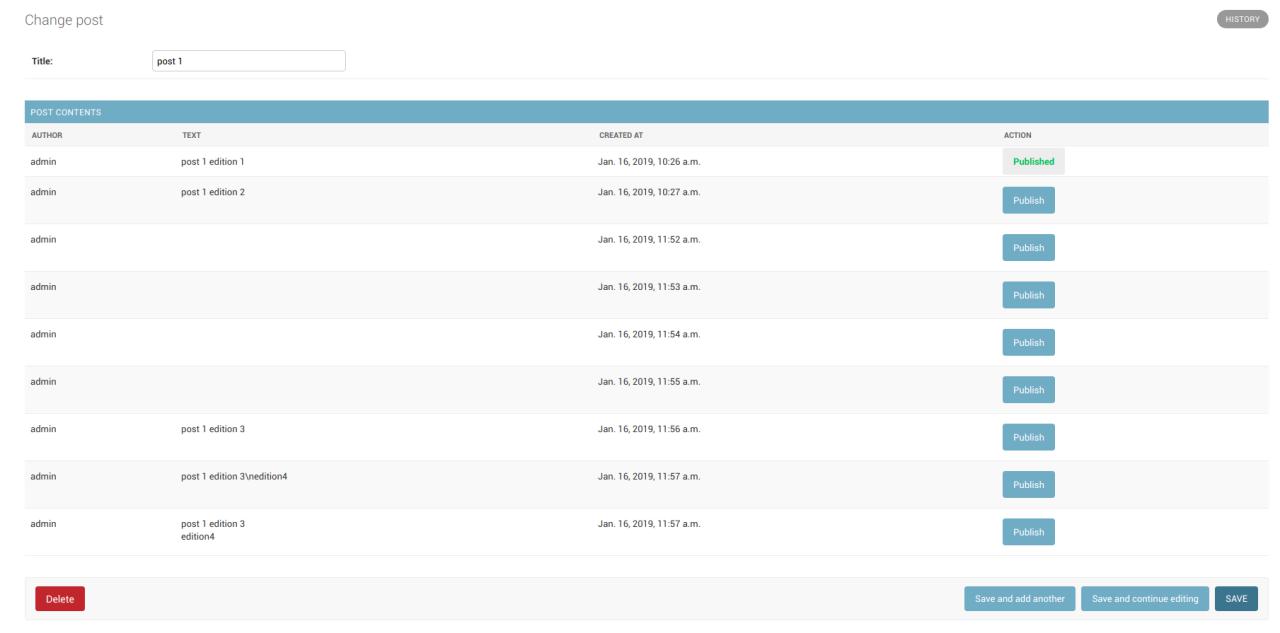 Change post
HISTORY
Title:
post 1
POST CONTENTS
AUTHOR TEXT CREATED AT ACTION
admin post 1 edition 1 Jan. 16, 2019, 10:26 a.m. Published
admin post 1 edition 2 Jan. 16, 2019, 10:27 a.m. Publish
admin Jan. 16, 2019, 11:52 a.m. Publish
admin Jan. 16, 2019, 11:53 a.m. Publish
admin Jan. 16, 2019, 11:54 a.m. Publish
admin Jan. 16, 2019, 11:55 a.m. Publish
admin post 1 edition 3 Jan. 16, 2019, 11:56 a.m. Publish
admin post 1 edition 3\nedition4 Jan. 16, 2019, 11:57 a.m. Publish
admin post 1 edition 3 Jan. 16, 2019, 11:57 a.m. Publish
edition4
Delete Save and add another Save and continue editing SAVE